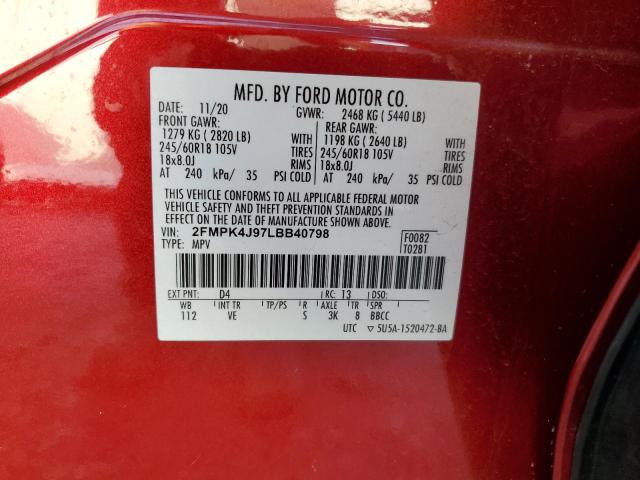 MFD. BY FORD MOTOR CO.
DATE: 11/20 GVWR: 2468 KG ( 5440 LB)
FRONT GAWR: REAR GAWR:
1279 KG ( 2820 LB) WITH 1198 KG ( 2640 LB) WITH
245/60R18 105V TIRES 245/60R18 105V TIRES
18x8.0J RIMS 18x8.0J RIMS
AT 240 kPa/ 35 PSI COLD AT 240 kPa/ 35 PSI COLD
THIS VEHICLE CONFORMS TO ALL APPLICABLE FEDERAL MOTOR
VEHICLE SAFETY AND THEFT PREVENTION STANDARDS IN
EFFECT ON THE DATE OF MANUFACTURE SHOWN ABOVE.
VIN: 2FMPK4J97LBB40798 F0082
TYPE: MPV T0281
EXT PNT: D4 RC: 13 DSO:
WB INT TR TP/PS R AXLE TR SPR
112 VE S 3K 8 BBCC
UTC ▽ 5U5A-1520472-BA